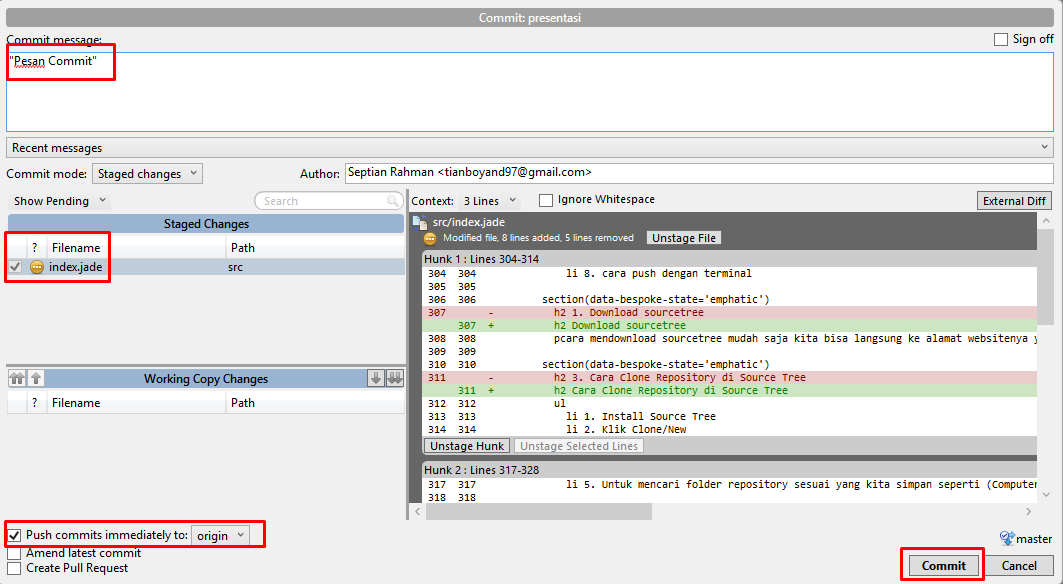 Commit: presentasi
Commit message:
Sign off
"Pesan Commit"
Recent messages
Commit mode: Staged changes
Author: Septian Rahman <tianboyand97@gmail.com>
Show Pending
Search
Context: 3 Lines
Ignore Whitespace
External Diff
Staged Changes
? Filename Path
index.jade src
Working Copy Changes
? Filename Path
src/index.jade
Modified file, 8 lines added, 5 lines removed
Unstage File
Hunk 1 : Lines 304-314
304 304 li 8. cara push dengan terminal
305 305
306 306 section(data-bespoke-state='emphatic')
307 - h2 1. Download sourcetree
307 + h2 Download sourcetree
308 308 pcara mendownload sourcetree mudah saja kita bisa langsung ke alamat websitenya y
309 309
310 310 section(data-bespoke-state='emphatic')
311 - h2 3. Cara Clone Repository di Source Tree
311 + h2 Cara Clone Repository di Source Tree
312 312 ul
313 313 li 1. Install Source Tree
314 314 li 2. Klik Clone/New
Unstage Hunk Unstage Selected Lines
Hunk 2 : Lines 317-328
317 317 li 5. Untuk mencari folder repository sesuai yang kita simpan seperti (Computer
318 318
Push commits immediately to: origin
Amend latest commit
Create Pull Request
master
Commit Cancel